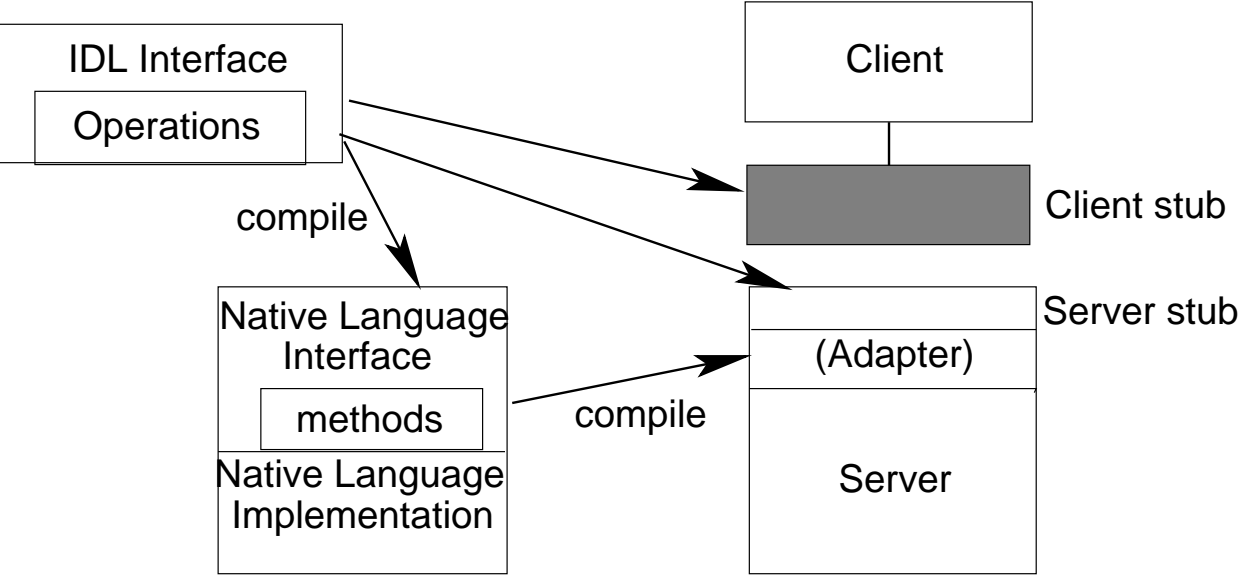 IDL Interface
Operations
compile
Native Language
Interface
methods
Native Language
Implementation
compile
Client
Client stub
Server stub
(Adapter)
Server